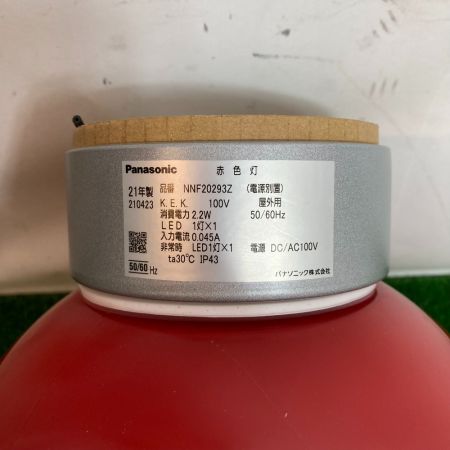 Panasonic 赤色灯
21年製 品番 NNF20293Z (電源別置)
210423 K.E.K. 100V 屋外用
消費電力 2.2W 50/60Hz
LED 1灯×1
入力電流 0.045A
非常時 LED1灯×1 電源 DC/AC100V
ta30℃ IP43
50/60 Hz
パナソニック株式会社